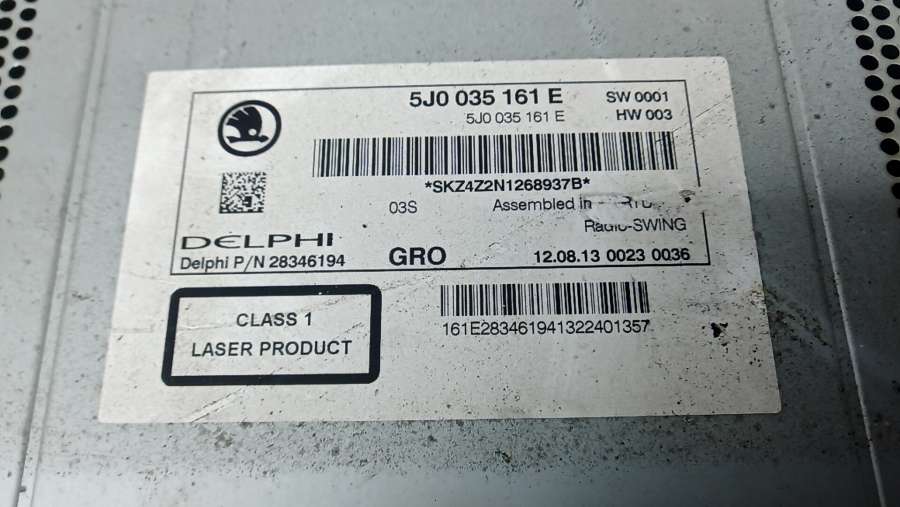 5J0 035 161 E
SW 0001
5J0 035 161 E
HW 003
*SKZ4Z2N1268937B*
03S
Assembled in
Radio-SWING
DELPHI
Delphi P/N 28346194
GRO
12.08.13 0023 0036
CLASS 1
LASER PRODUCT
161E283461941322401357